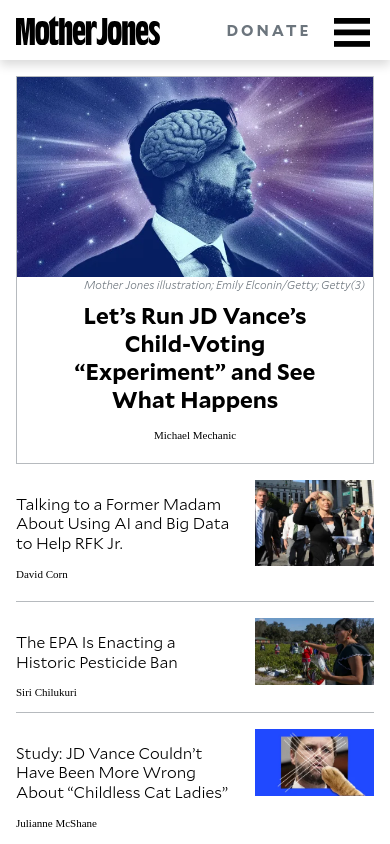 Mother Jones
DONATE
Mother Jones illustration; Emily Elconin/Getty; Getty(3)
Let’s Run JD Vance’s
Child-Voting
“Experiment” and See
What Happens
Michael Mechanic
Talking to a Former Madam
About Using AI and Big Data
to Help RFK Jr.
David Corn
The EPA Is Enacting a
Historic Pesticide Ban
Siri Chilukuri
Study: JD Vance Couldn’t
Have Been More Wrong
About “Childless Cat Ladies”
Julianne McShane